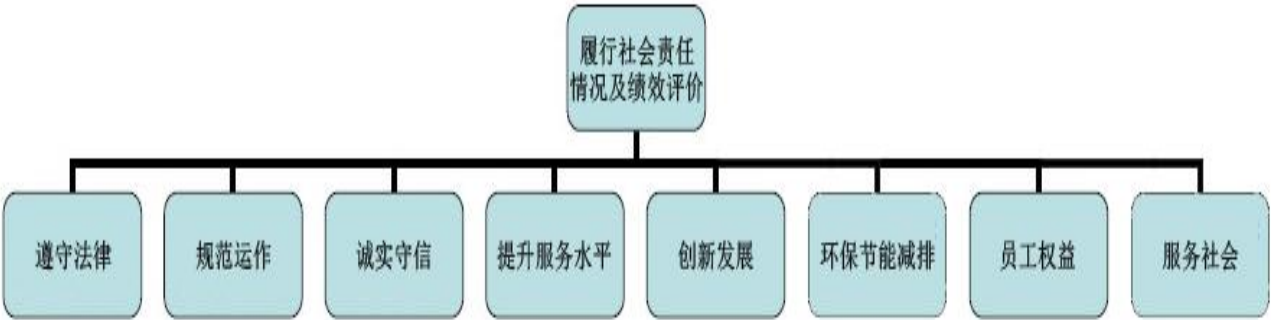 履行社会责任
情况及绩效评价
遵守法律
规范运作
诚实守信
提升服务水平
创新发展
环保节能减排
员工权益
服务社会